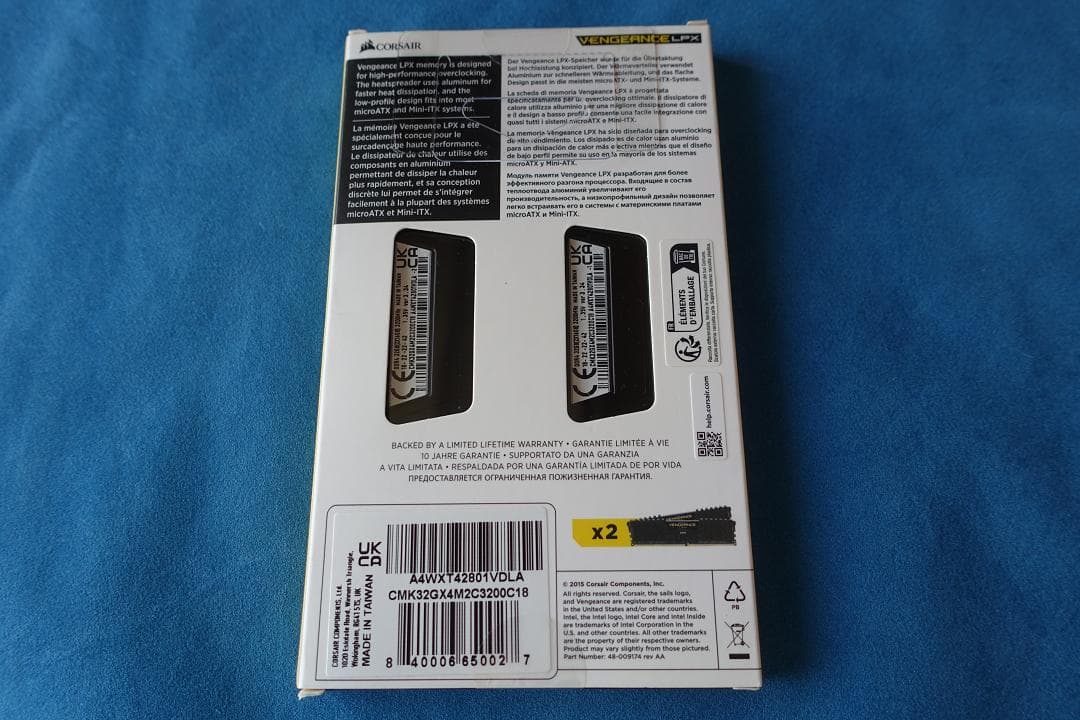 CORSAIR
VENGEANCE LPX
Vengeance LPX memory is designed
for high-performance overclocking.
The heatspreader uses aluminum for
faster heat dissipation, and the
low-profile design fits into most
microATX and Mini-ITX systems.
La mémoire Vengeance LPX a été
spécialement conçue pour le
surcadençage haute performance.
Le dissipateur de chaleur utilise des
composants en aluminium
permettant de dissiper la chaleur
plus rapidement, et sa conception
discrète lui permet de s'intégrer
facilement à la plupart des systèmes
microATX et Mini-ITX.
Der Vengeance LPX-Speicher wurde für die Übertaktung
bei Hochleistung konzipiert. Der Wärmeverteiler verwendet
Aluminium zur schnelleren Wärmeableitung, und das flache
Design passt in die meisten microATX- und Mini-ITX-Systeme.
La scheda di memoria Vengeance LPX è progettata
specificatamente per un overclocking ottimale. Il dissipatore di
calore utilizza alluminio per una migliore dissipazione di calore
e il design a basso profilo consente una facile integrazione con
quasi tutti i sistemi microATX e Mini-ITX.
La memoria Vengeance LPX ha sido diseñada para overclocking
de alto rendimiento. Los disipado es de calor usan aluminio
para un disipación de calor más e ectiva mientras que el diseño
de bajo perfil permite su uso en la mayoría de los sistemas
microATX y Mini-ATX.
Модуль памяти Vengeance LPX разработан для более
эффективного разгона процессора. Входящие в состав
теплоотвода алюминий увеличивают его
производительность, а низкопрофильный дизайн позволяет
легко встраивать его в системы с материнскими платами
microATX и Mini-ITX.
UK
CA
CE
UK
CA
CE
FR
ÉLÉMENTS
D'EMBALLAGE
help.corsair.com
BACKED BY A LIMITED LIFETIME WARRANTY • GARANTIE LIMITÉE À VIE
10 JAHRE GARANTIE • SUPPORTATO DA UNA GARANZIA
A VITA LIMITATA • RESPALDADA POR UNA GARANTÍA LIMITADA DE POR VIDA
ПРЕДОСТАВЛЯЕТСЯ ОГРАНИЧЕННАЯ ПОЖИЗНЕННАЯ ГАРАНТИЯ.
x2
VENGEANCE
CORSAIR COMPONENTS, Ltd.
1020 Eskdale Road, Winnersh Triangle,
Wokingham, RG41 5TS, UK
MADE IN TAIWAN
UK
CA
A4WXT42801VDLA
CMK32GX4M2C3200C18
8 40006 65002 7
© 2015 Corsair Components, Inc.
All rights reserved. Corsair, the sails logo,
and Vengeance are registered trademarks
in the United States and/or other countries.
Intel, the Intel logo, Intel Core and Intel Inside
are trademarks of Intel Corporation in the
U.S. and other countries. All other trademarks
are the property of their respective owners.
Product may vary slightly from those pictured.
Part Number: 48-009174 rev AA
PB